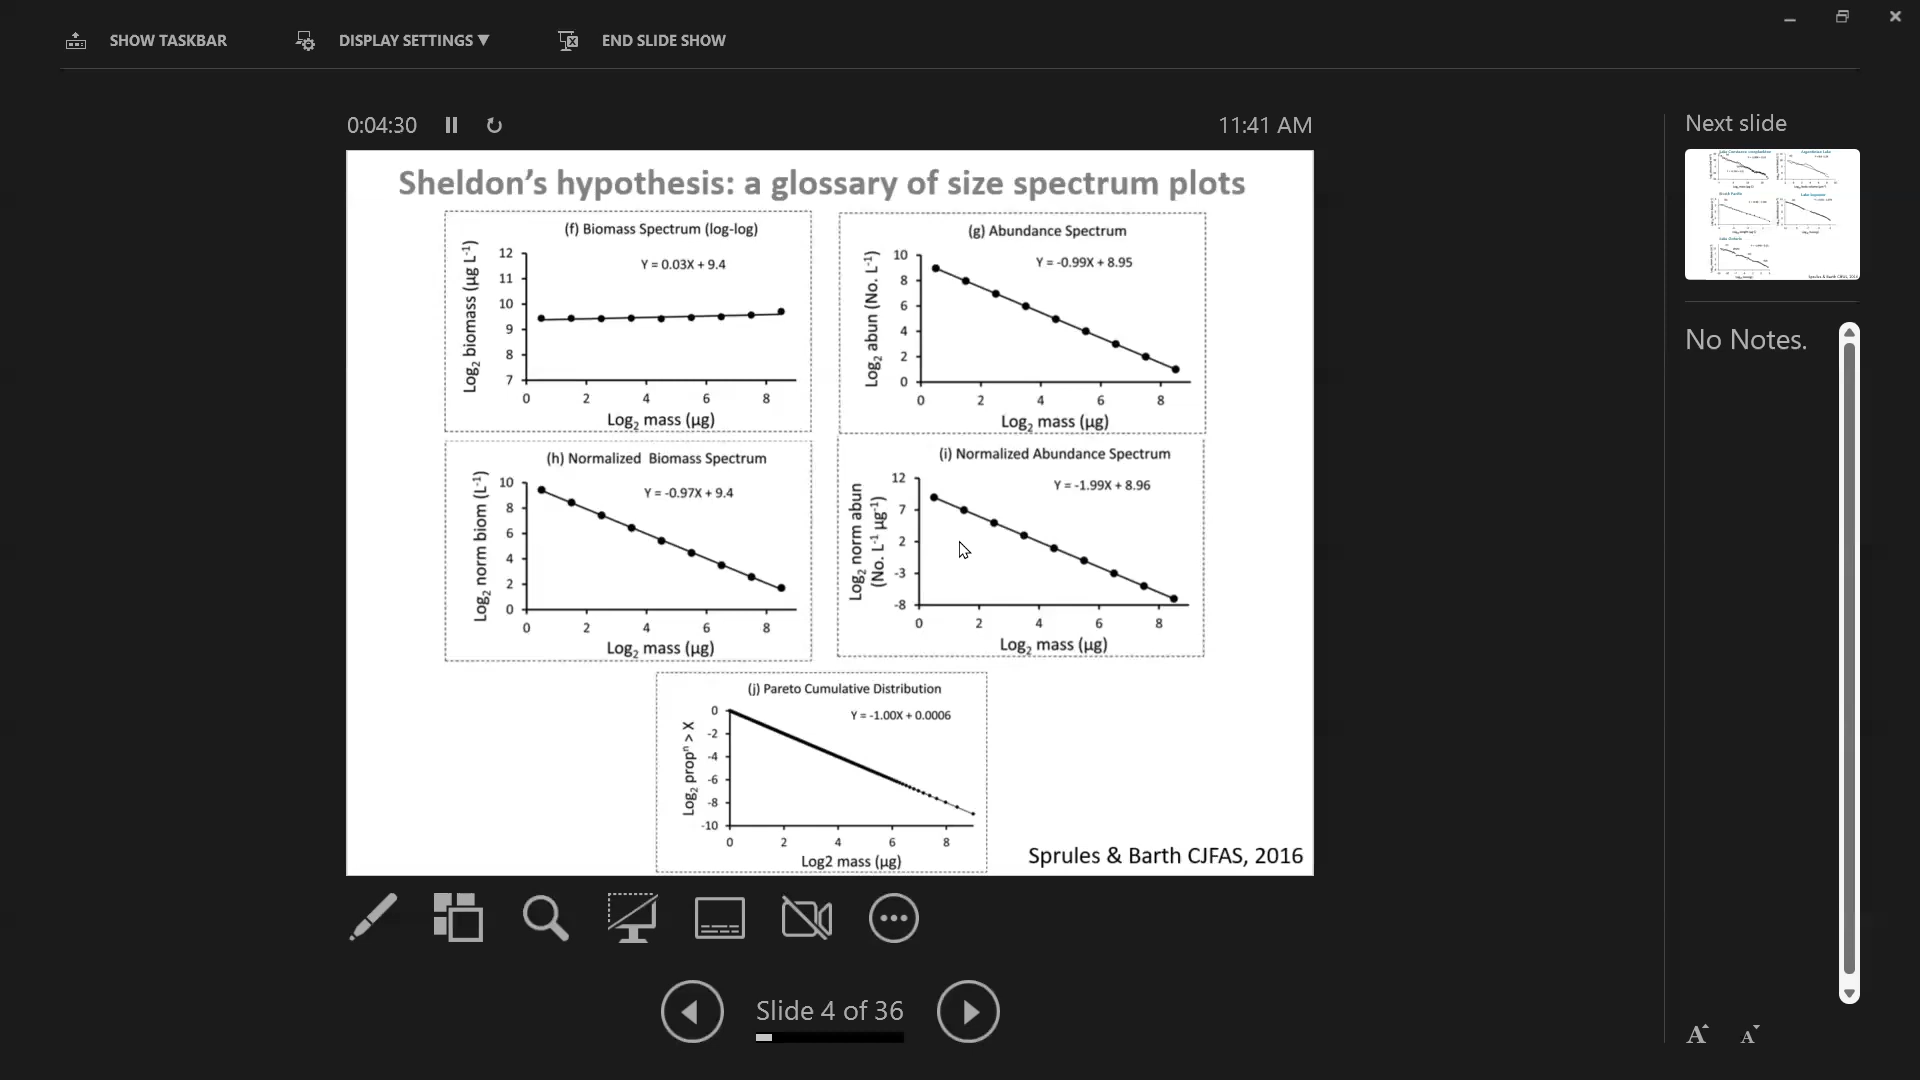 SHOW TASKBAR
DISPLAY SETTINGS ▼
END SLIDE SHOW
0:04:30
11:41 AM
Next slide
No Notes.
Sheldon's hypothesis: a glossary of size spectrum plots
(f) Biomass Spectrum (log-log)
Y = 0.03X + 9.4
Log₂ biomass (µg L⁻¹)
12
11
10
9
8
7
0 2 4 6 8
Log₂ mass (µg)
(g) Abundance Spectrum
Y = -0.99X + 8.95
Log₂ abun (No. L⁻¹)
10
8
6
4
2
0
0 2 4 6 8
Log₂ mass (µg)
(h) Normalized Biomass Spectrum
Y = -0.97X + 9.4
Log₂ norm biom (L⁻¹)
10
8
6
4
2
0
0 2 4 6 8
Log₂ mass (µg)
(i) Normalized Abundance Spectrum
Y = -1.99X + 8.96
Log₂ norm abun
(No. L⁻¹ µg⁻¹)
12
7
2
-3
-8
0 2 4 6 8
Log₂ mass (µg)
(j) Pareto Cumulative Distribution
Y = -1.00X + 0.0006
Log₂ propⁿ > X
0
-2
-4
-6
-8
-10
0 2 4 6 8
Log2 mass (µg)
Sprules & Barth CJFAS, 2016
Slide 4 of 36
A A